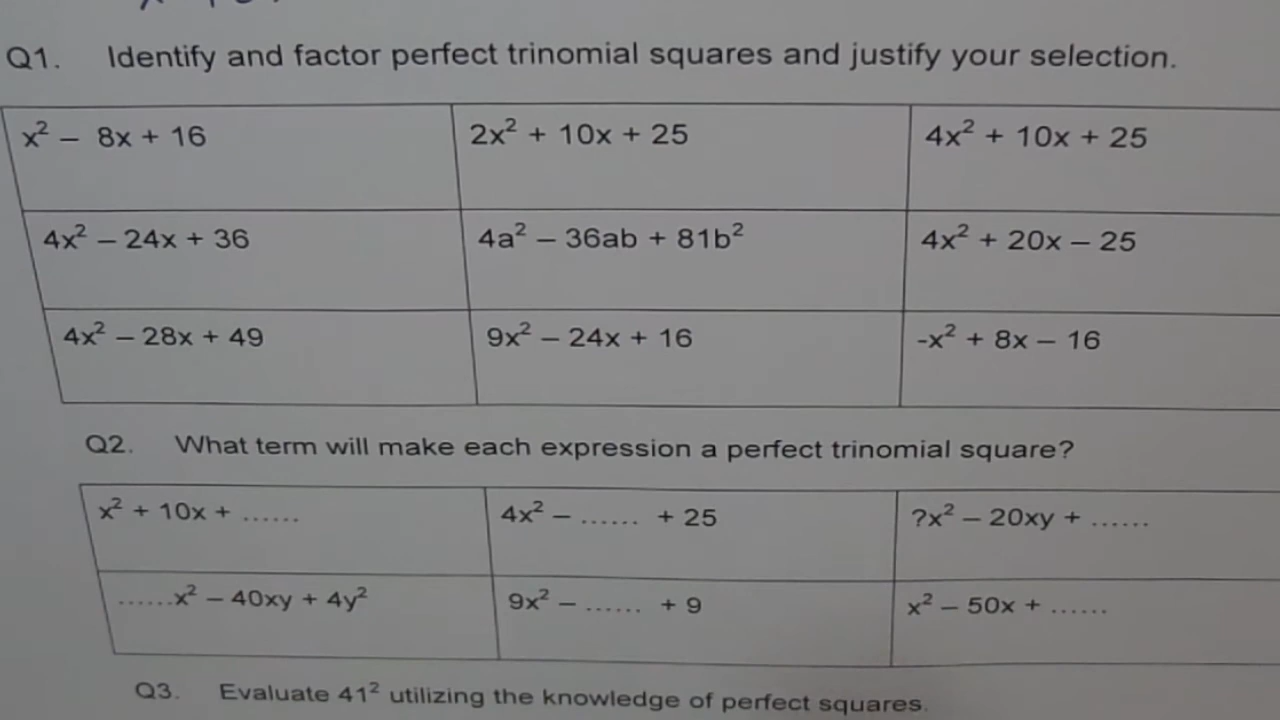 Q1. Identify and factor perfect trinomial squares and justify your selection.
x² – 8x + 16
2x² + 10x + 25
4x² + 10x + 25
4x² – 24x + 36
4a² – 36ab + 81b²
4x² + 20x – 25
4x² – 28x + 49
9x² – 24x + 16
-x² + 8x – 16
Q2. What term will make each expression a perfect trinomial square?
x² + 10x + ......
4x² – ...... + 25
?x² – 20xy + ......
......x² – 40xy + 4y²
9x² – ...... + 9
x² – 50x + ......
Q3. Evaluate 41² utilizing the knowledge of perfect squares.